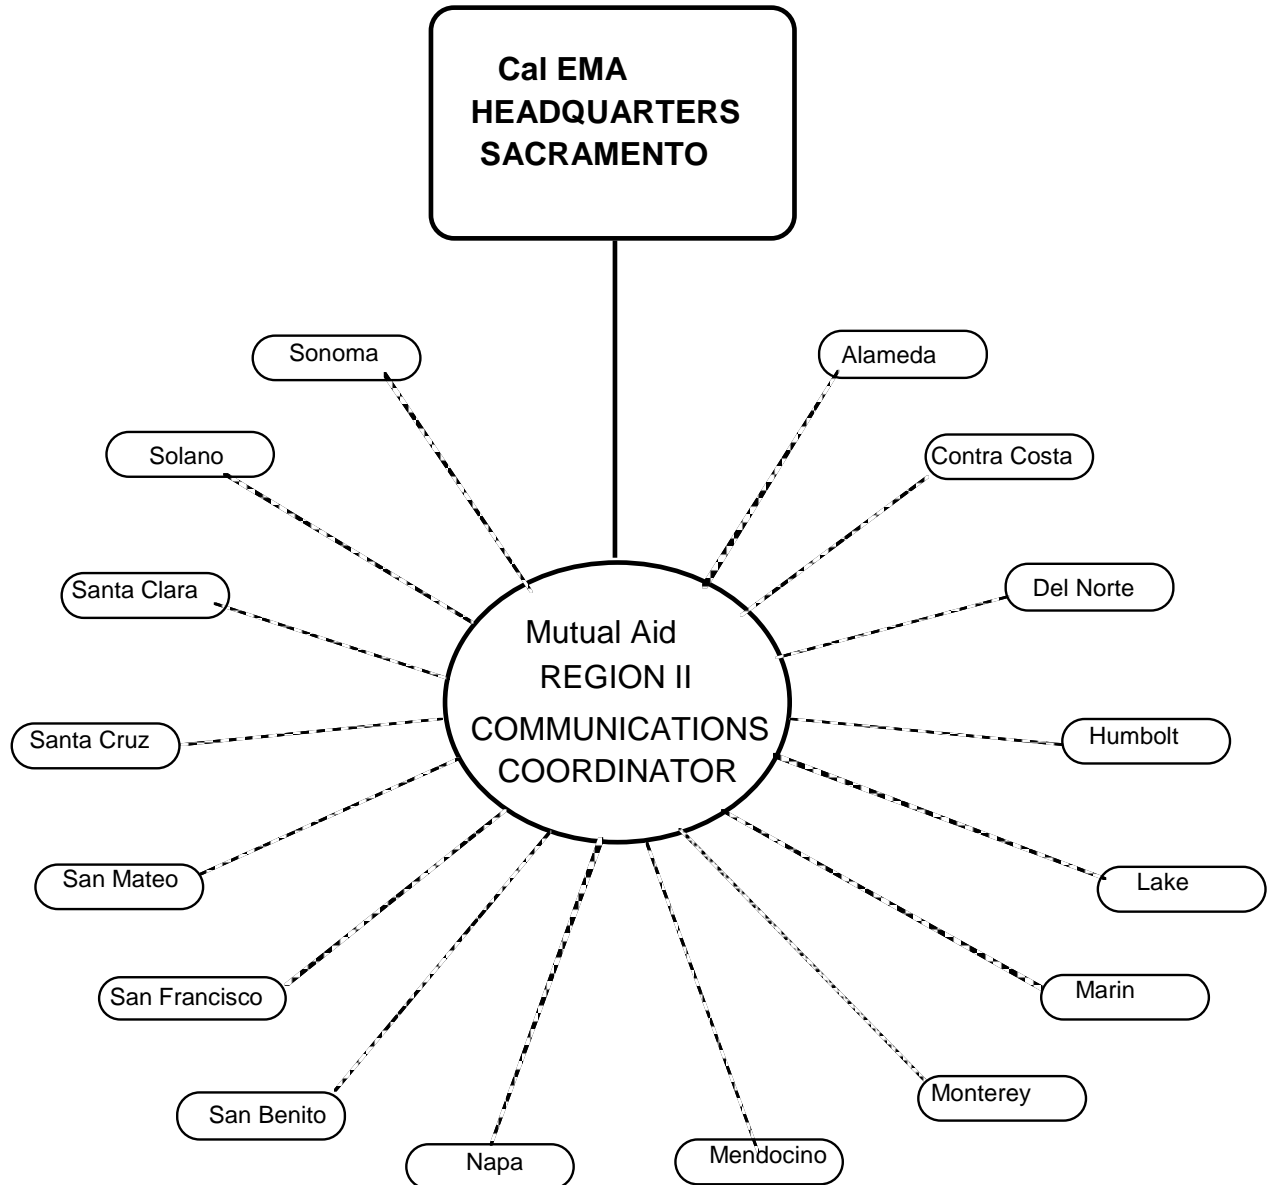 Cal EMA
HEADQUARTERS
SACRAMENTO
Sonoma
Alameda
Solano
Contra Costa
Santa Clara
Del Norte
Mutual Aid
REGION II
COMMUNICATIONS
COORDINATOR
Santa Cruz
Humbolt
San Mateo
Lake
San Francisco
Marin
San Benito
Monterey
Napa
Mendocino